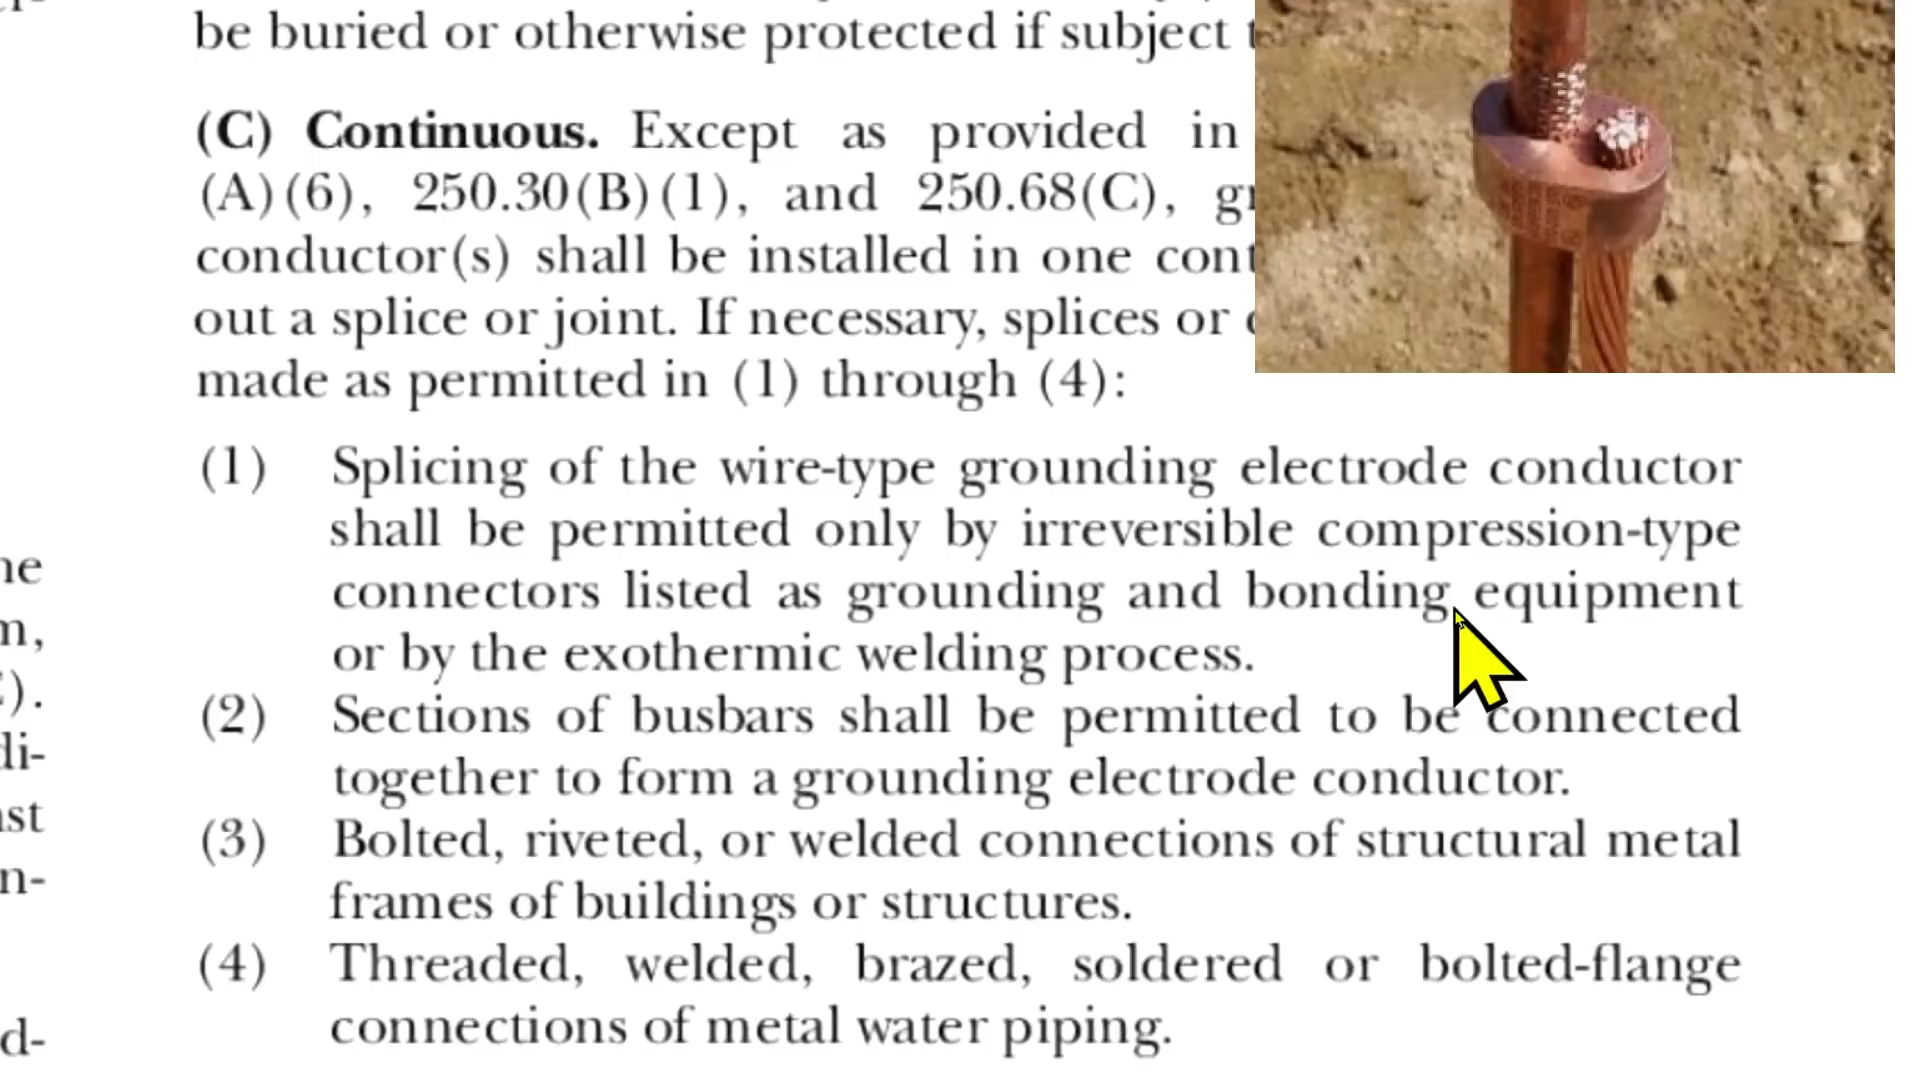 be buried or otherwise protected if subject
(C) Continuous. Except as provided in
(A)(6), 250.30(B)(1), and 250.68(C),
conductor(s) shall be installed in one
out a splice or joint. If necessary, splices or
made as permitted in (1) through (4):
(1) Splicing of the wire-type grounding electrode conductor
shall be permitted only by irreversible compression-type
connectors listed as grounding and bonding equipment
or by the exothermic welding process.
(2) Sections of busbars shall be permitted to be connected
together to form a grounding electrode conductor.
(3) Bolted, riveted, or welded connections of structural metal
frames of buildings or structures.
(4) Threaded, welded, brazed, soldered or bolted-flange
connections of metal water piping.